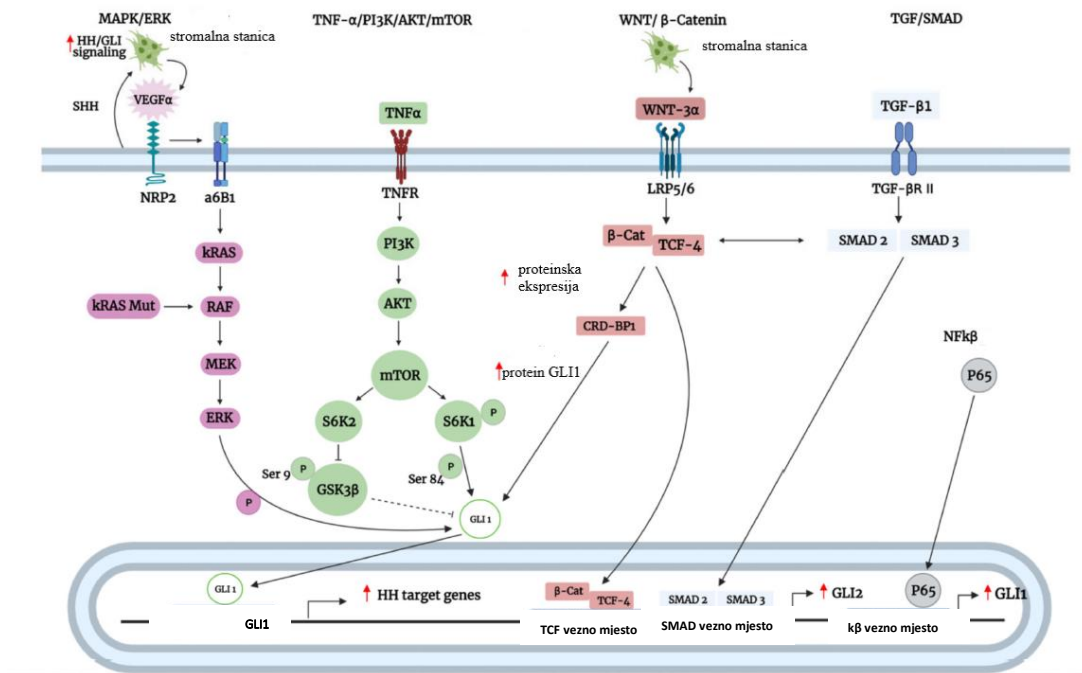 MAPK/ERK
TNF-α/PI3K/AKT/mTOR
WNT/ β-Catenin
TGF/SMAD
HH/GLI
signaling
stromalna stanica
stromalna stanica
VEGFα
SHH
TNFα
WNT-3α
TGF-β1
NRP2
a6B1
TNFR
LRP5/6
TGF-βR II
kRAS
PI3K
β-Cat
TCF-4
SMAD 2
SMAD 3
proteinska
ekspresija
kRAS Mut
RAF
AKT
CRD-BP1
NFkβ
MEK
mTOR
protein GLI1
P65
ERK
S6K2
S6K1
P
Ser 9
P
GSK3β
Ser 84
P
P
GLI 1
GLI 1
HH target genes
β-Cat
TCF-4
SMAD 2
SMAD 3
GLI2
P65
GLI1
GLI1
TCF vezno mjesto
SMAD vezno mjesto
kβ vezno mjesto